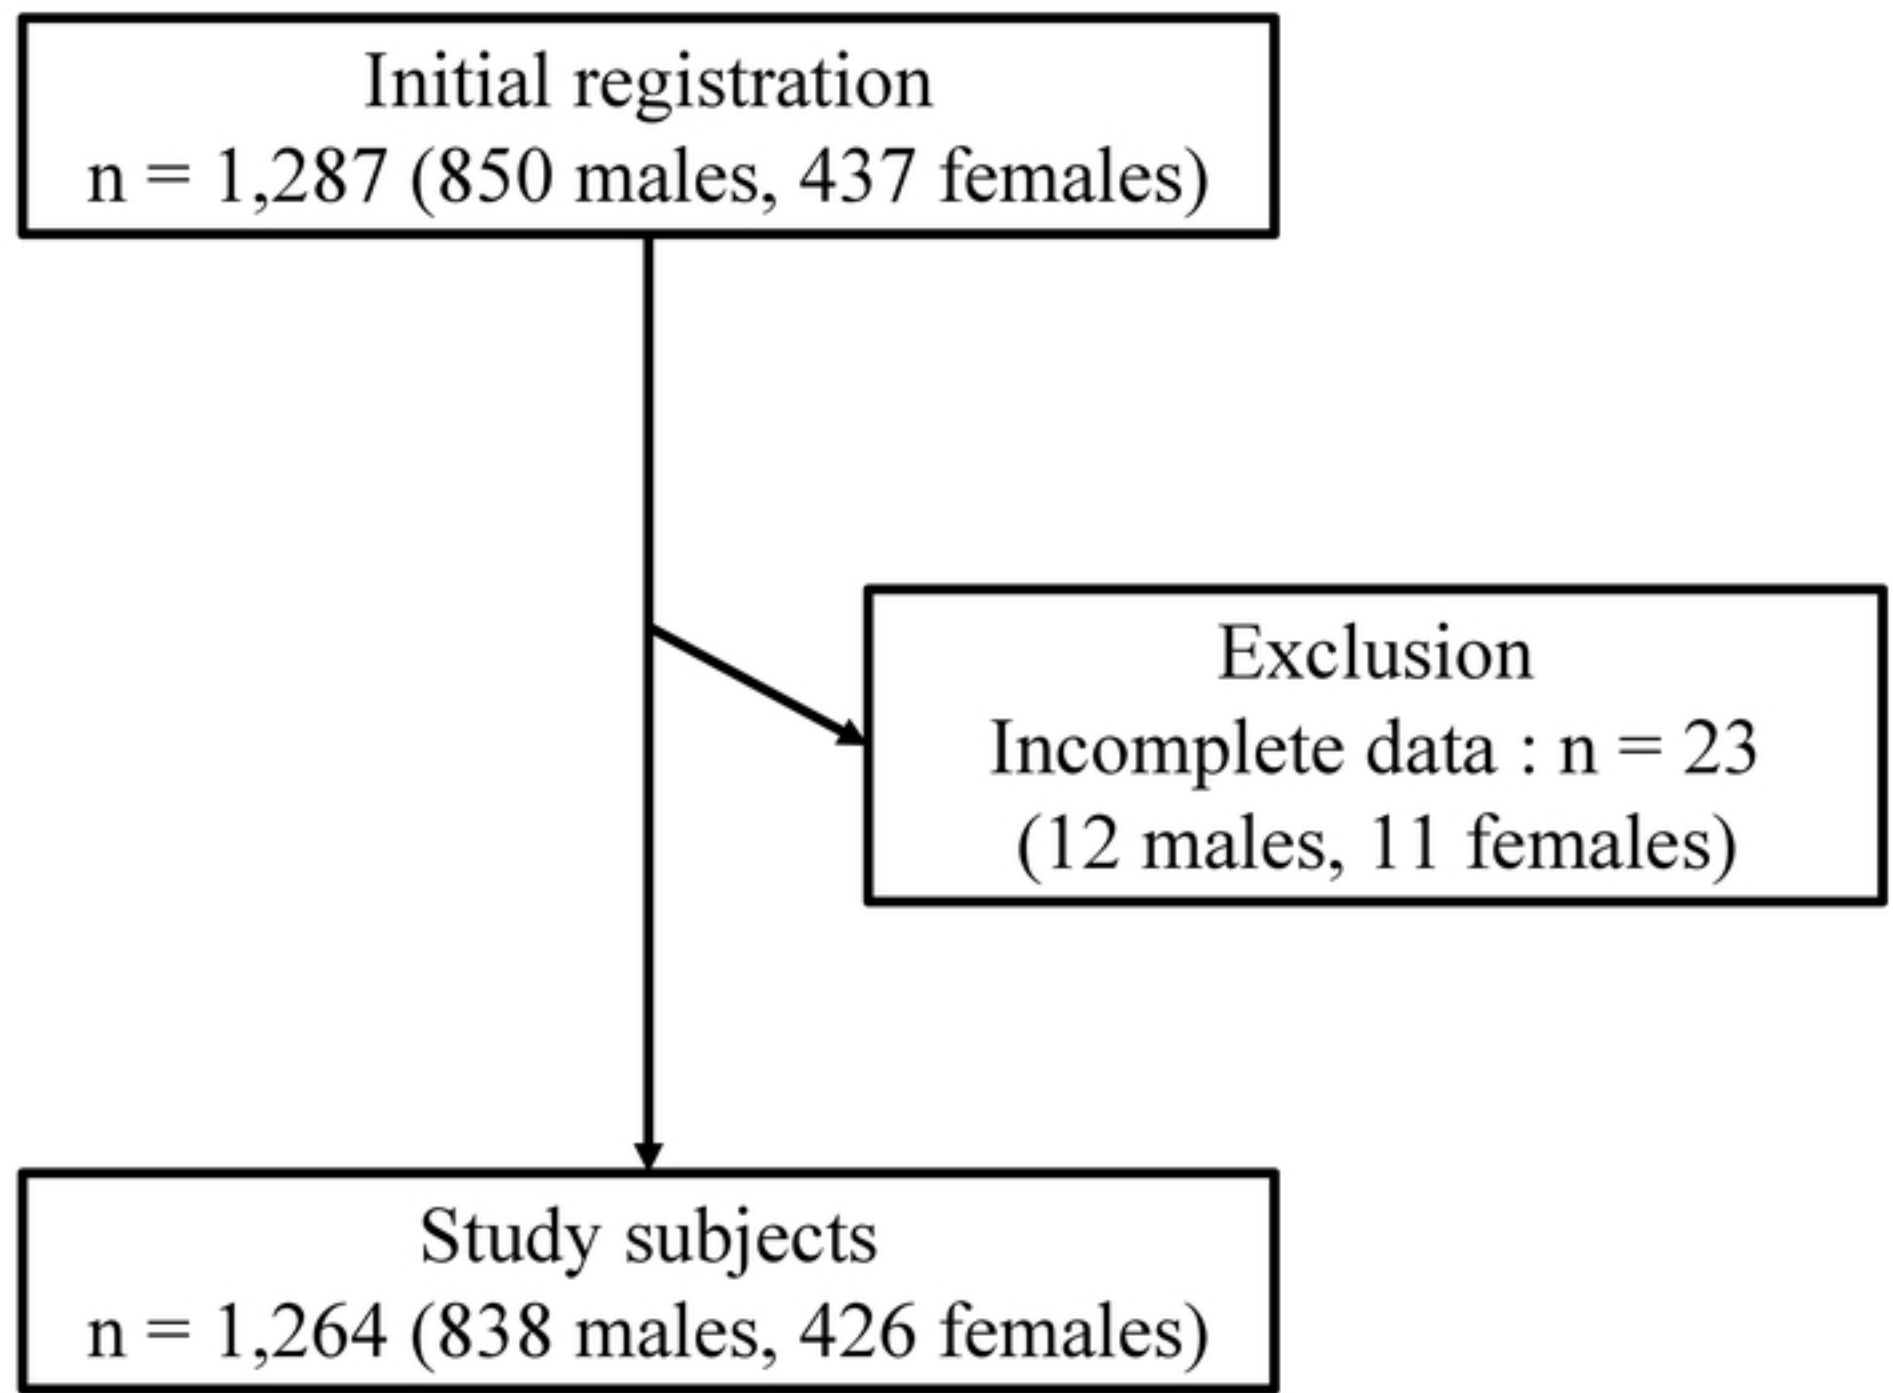 Initial registration
n = 1,287 (850 males, 437 females)
Exclusion
Incomplete data : n = 23
(12 males, 11 females)
Study subjects
n = 1,264 (838 males, 426 females)